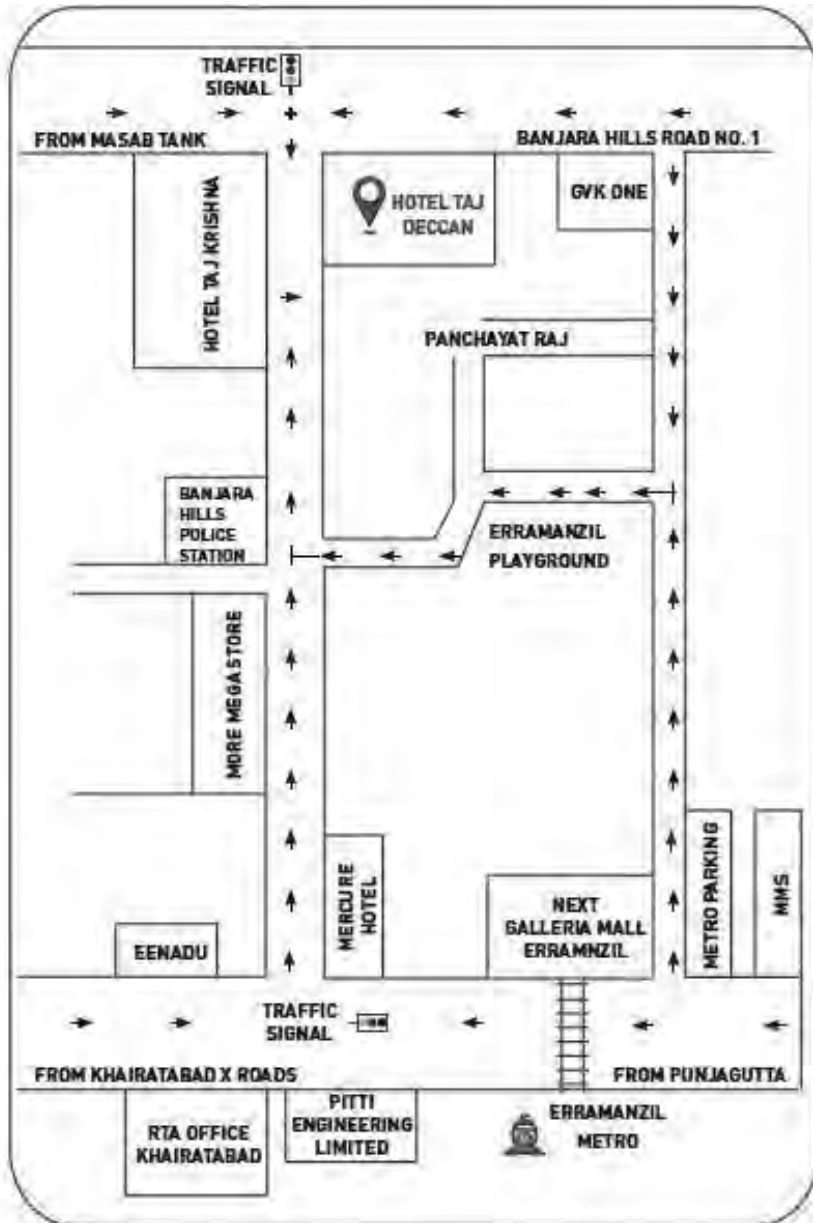 TRAFFIC
SIGNAL
FROM MASAB TANK
BANJARA HILLS ROAD NO. 1
HOTEL TAJ KRISHNA
HOTEL TAJ
DECCAN
GVK ONE
PANCHAYAT RAJ
BANJARA
HILLS
POLICE
STATION
ERRAMANZIL
PLAYGROUND
MORE MEGA STORE
MERCURE
HOTEL
NEXT
GALLERIA MALL
ERRAMNZIL
METRO PARKING
MMS
EENADU
TRAFFIC
SIGNAL
FROM KHAIRATABAD X ROADS
FROM PUNJAGUTTA
RTA OFFICE
KHAIRATABAD
PITTI
ENGINEERING
LIMITED
ERRAMANZIL
METRO